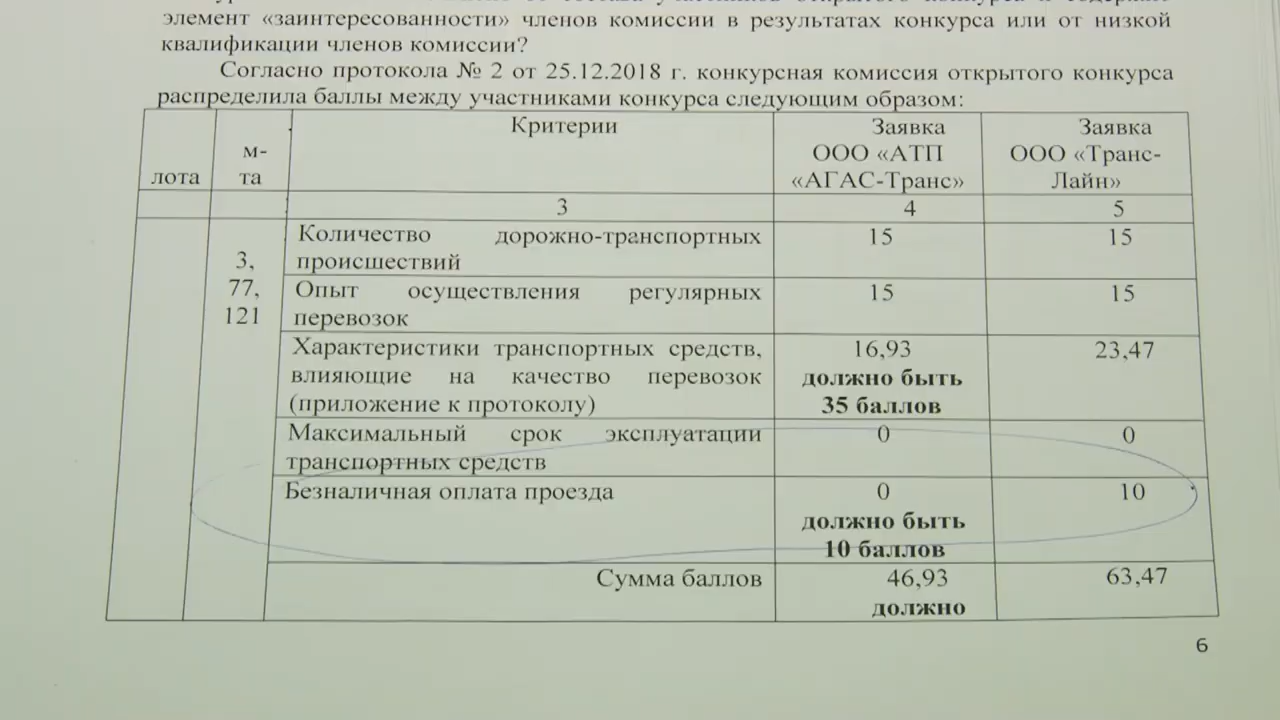 элемент «заинтересованности» членов комиссии в результатах конкурса или от низкой
квалификации членов комиссии?
Согласно протокола № 2 от 25.12.2018 г. конкурсная комиссия открытого конкурса
распределила баллы между участниками конкурса следующим образом:
лота
м-
та
Критерии
Заявка
ООО «АТП
«АГАС-Транс»
Заявка
ООО «Транс-
Лайн»
3
4
5
3,
77,
121
Количество дорожно-транспортных
происшествий
15
15
Опыт осуществления регулярных
перевозок
15
15
Характеристики транспортных средств,
влияющие на качество перевозок
(приложение к протоколу)
16,93
должно быть
35 баллов
23,47
Максимальный срок эксплуатации
транспортных средств
0
0
Безналичная оплата проезда
0
должно быть
10 баллов
10
Сумма баллов
46,93
должно
63,47
6